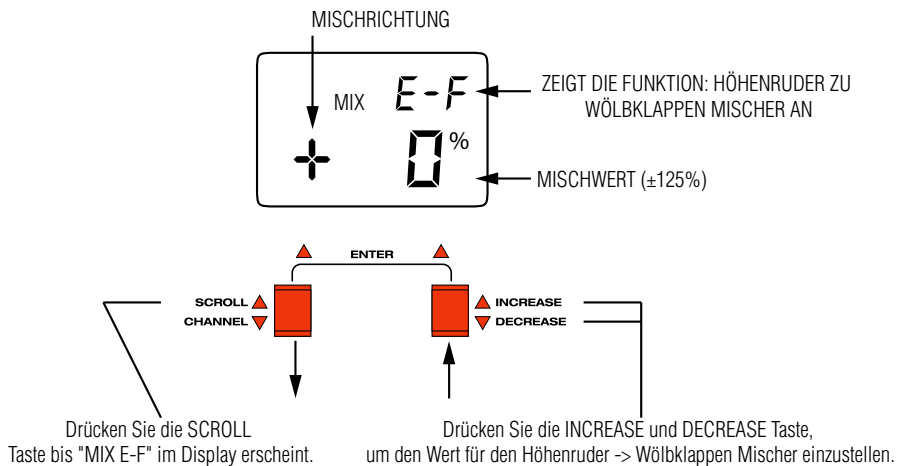 MISCHRICHTUNG
MIX E-F
ZEIGT DIE FUNKTION: HÖHENRUDER ZU
WÖLBKLAPPEN MISCHER AN
+ 0%
MISCHWERT (±125%)
ENTER
SCROLL
CHANNEL
INCREASE
DECREASE
Drücken Sie die SCROLL
Taste bis "MIX E-F" im Display erscheint.
Drücken Sie die INCREASE und DECREASE Taste,
um den Wert für den Höhenruder -> Wölbklappen Mischer einzustellen.